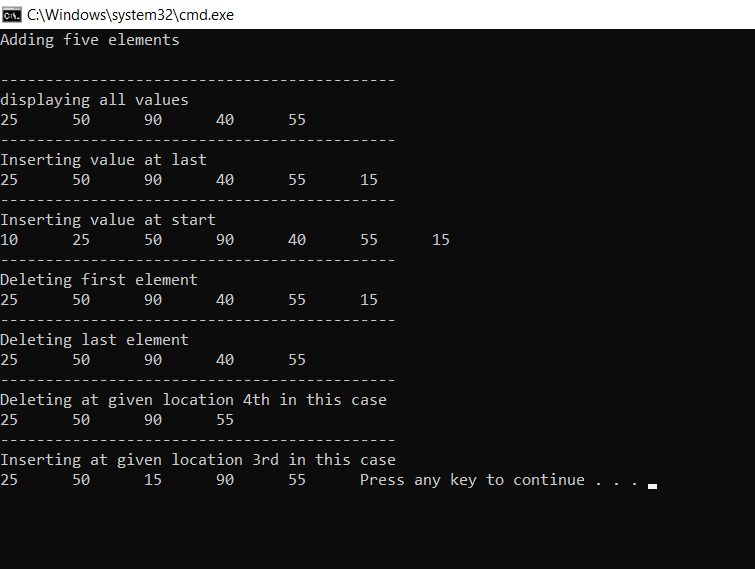 C:\Windows\system32\cmd.exe
Adding five elements
--------------------------------------------
displaying all values
25 50 90 40 55
--------------------------------------------
Inserting value at last
25 50 90 40 55 15
--------------------------------------------
Inserting value at start
10 25 50 90 40 55 15
--------------------------------------------
Deleting first element
25 50 90 40 55 15
--------------------------------------------
Deleting last element
25 50 90 40 55
--------------------------------------------
Deleting at given location 4th in this case
25 50 90 55
--------------------------------------------
Inserting at given location 3rd in this case
25 50 15 90 55 Press any key to continue . . .